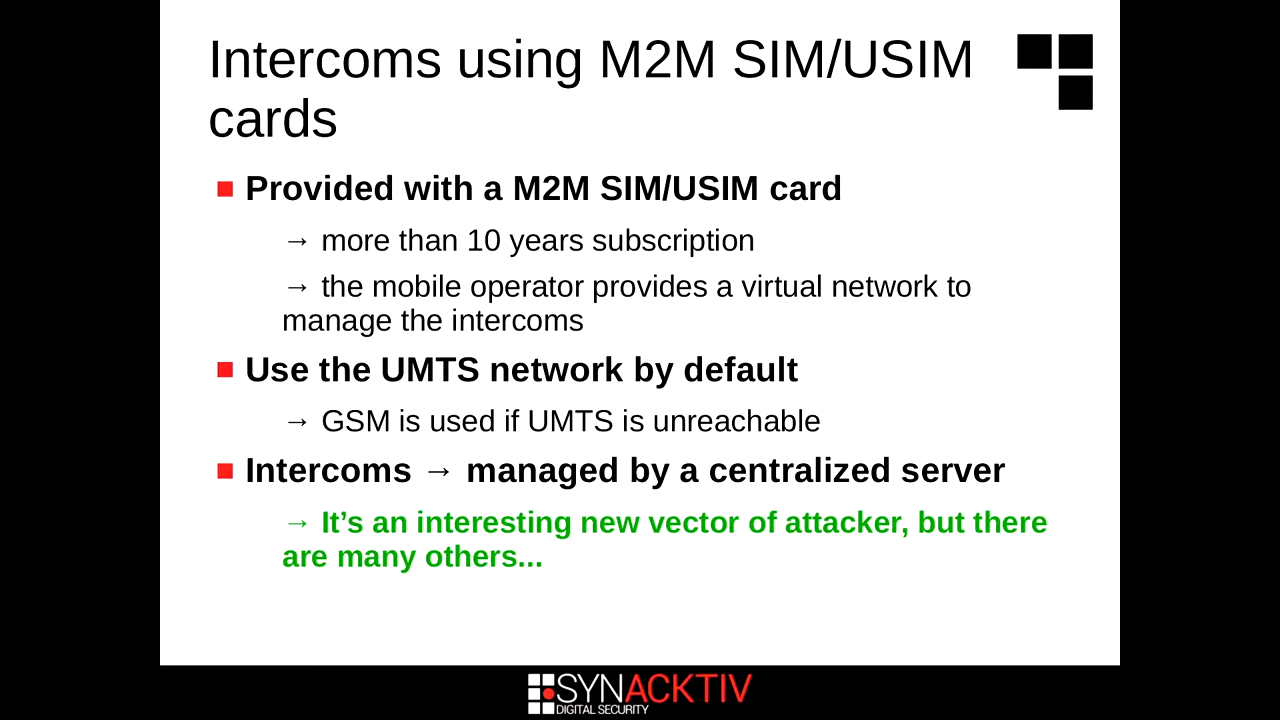 Intercoms using M2M SIM/USIM
cards
Provided with a M2M SIM/USIM card
→ more than 10 years subscription
→ the mobile operator provides a virtual network to
manage the intercoms
Use the UMTS network by default
→ GSM is used if UMTS is unreachable
Intercoms → managed by a centralized server
→ It’s an interesting new vector of attacker, but there
are many others...
SYNACKTIV
DIGITAL SECURITY